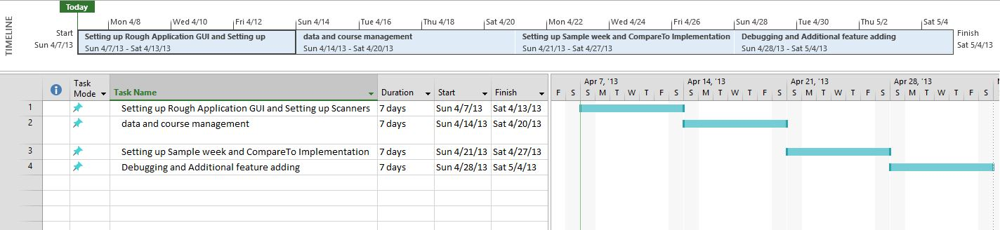 Today
Mon 4/8 Wed 4/10 Fri 4/12 Sun 4/14 Tue 4/16 Thu 4/18 Sat 4/20 Mon 4/22 Wed 4/24 Fri 4/26 Sun 4/28 Tue 4/30 Thu 5/2 Sat 5/4
TIMELINE
Start
Sun 4/7/13
Setting up Rough Application GUI and Setting up
Sun 4/7/13 - Sat 4/13/13
data and course management
Sun 4/14/13 - Sat 4/20/13
Setting up Sample week and CompareTo Implementation
Sun 4/21/13 - Sat 4/27/13
Debugging and Additional feature adding
Sun 4/28/13 - Sat 5/4/13
Finish
Sat 5/4/13
Task Mode Task Name Duration Start Finish
Apr 7, '13 Apr 14, '13 Apr 21, '13 Apr 28, '13
F S S M T W T F S S M T W T F S S M T W T F S S M T W T F S
1 Setting up Rough Application GUI and Setting up Scanners 7 days Sun 4/7/13 Sat 4/13/13
2 data and course management 7 days Sun 4/14/13 Sat 4/20/13
3 Setting up Sample week and CompareTo Implementation 7 days Sun 4/21/13 Sat 4/27/13
4 Debugging and Additional feature adding 7 days Sun 4/28/13 Sat 5/4/13